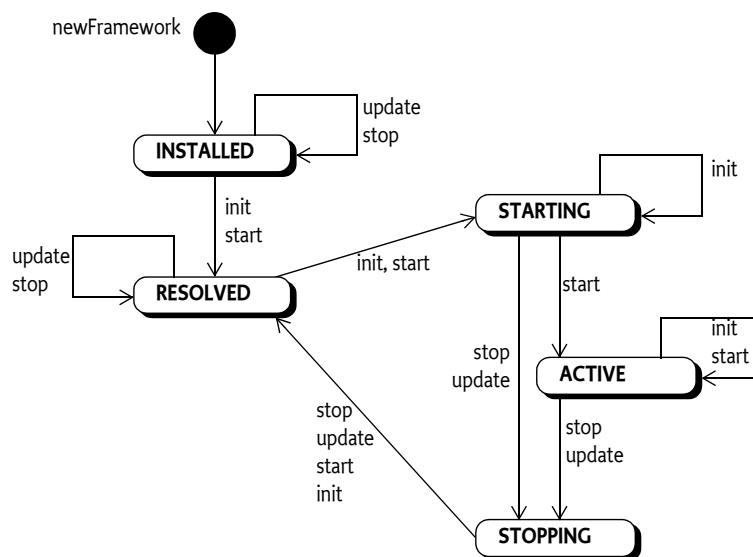 newFramework
update
stop
INSTALLED
init
start
init
STARTING
update
stop
RESOLVED
init, start
start
init
start
stop
update
ACTIVE
stop
update
start
init
stop
update
STOPPING